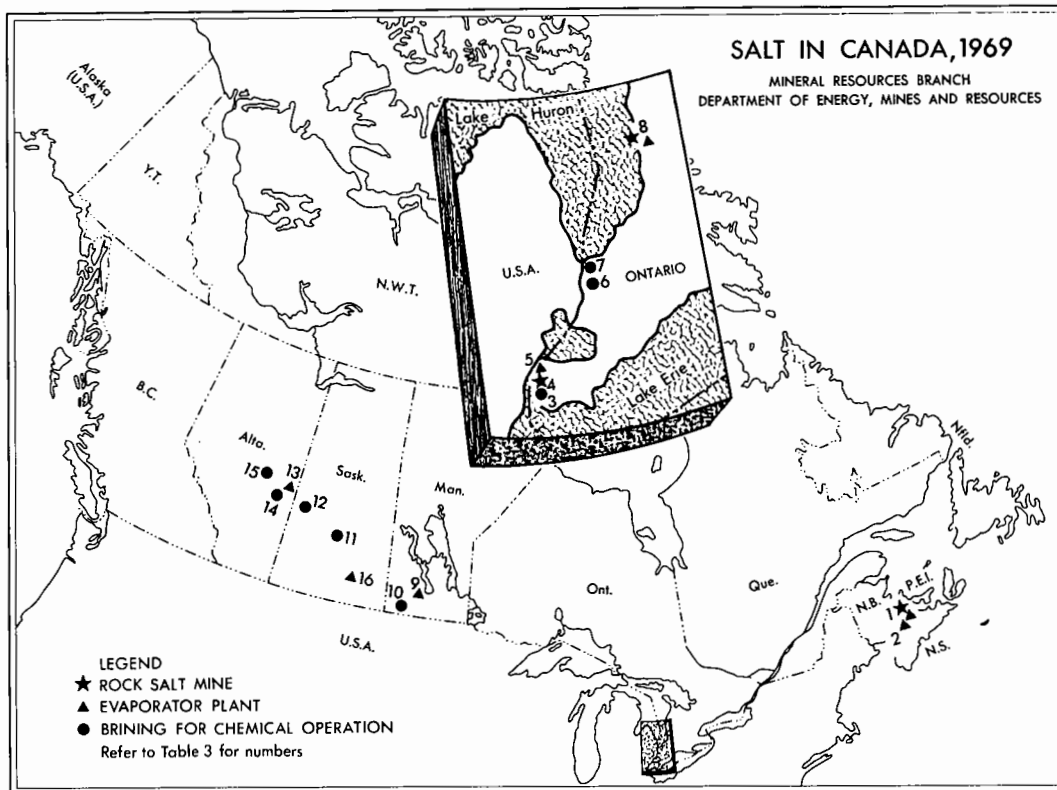 SALT IN CANADA, 1969
MINERAL RESOURCES BRANCH
DEPARTMENT OF ENERGY, MINES AND RESOURCES
Alaska
(U.S.A.)
Y.T.
N.W.T.
B.C.
Alta.
Sask.
Man.
Ont.
Que.
Nfld.
P.E.I.
N.B.
N.S.
U.S.A.
Lake Huron
8
U.S.A.
ONTARIO
7
6
5
4
3
Lake Erie
15
13
14
12
11
16
10
9
1
2
LEGEND
ROCK SALT MINE
EVAPORATOR PLANT
BRINING FOR CHEMICAL OPERATION
Refer to Table 3 for numbers